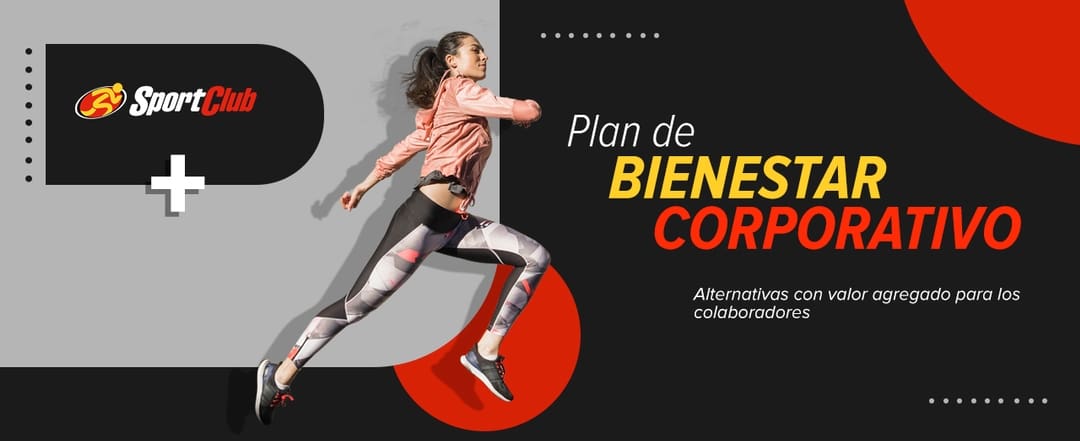 SportClub
+
Plan de
BIENESTAR
CORPORATIVO
Alternativas con valor agregado para los
colaboradores